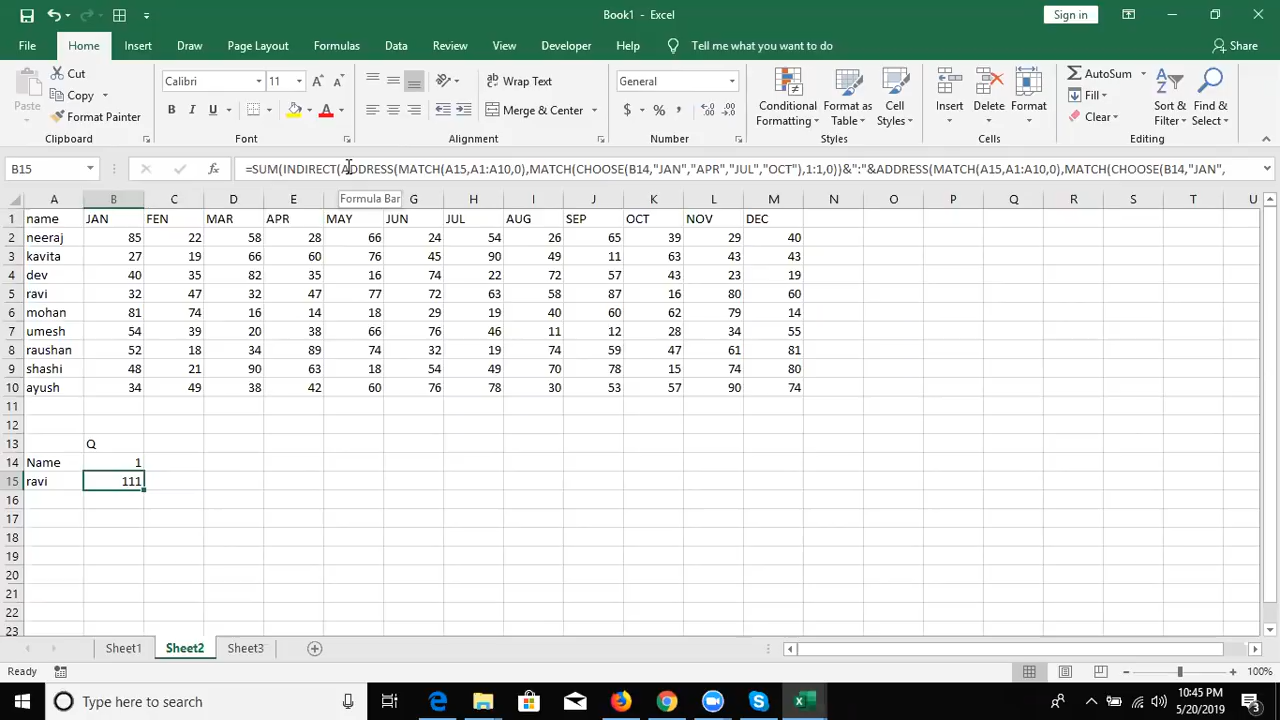 Book1 - Excel
Sign in
File Home Insert Draw Page Layout Formulas Data Review View Developer Help Tell me what you want to do Share
Cut
Copy
Format Painter
Paste
Clipboard
Calibri 11
B I U
Font
Wrap Text
Merge & Center
Alignment
General
$ % ,
Number
Conditional Formatting
Format as Table
Cell Styles
Styles
Insert Delete Format
Cells
AutoSum
Fill
Clear
Sort & Filter
Find & Select
Editing
B15 fx =SUM(INDIRECT(ADDRESS(MATCH(A15,A1:A10,0),MATCH(CHOOSE(B14,"JAN","APR","JUL","OCT"),1:1,0))&":"&ADDRESS(MATCH(A15,A1:A10,0),MATCH(CHOOSE(B14,"JAN",
Formula Bar
A B C D E G H I J K L M N O P Q R S T U
1 name JAN FEN MAR APR MAY JUN JUL AUG SEP OCT NOV DEC
2 neeraj 85 22 58 28 66 24 54 26 65 39 29 40
3 kavita 27 19 66 60 76 45 90 49 11 63 43 43
4 dev 40 35 82 35 16 74 22 72 57 43 23 19
5 ravi 32 47 32 47 77 72 63 58 87 16 80 60
6 mohan 81 74 16 14 18 29 19 40 60 62 79 14
7 umesh 54 39 20 38 66 76 46 11 12 28 34 55
8 raushan 52 18 34 89 74 32 19 74 59 47 61 81
9 shashi 48 21 90 63 18 54 49 70 78 15 74 80
10 ayush 34 49 38 42 60 76 78 30 53 57 90 74
11
12
13 Q
14 Name 1
15 ravi 111
16
17
18
19
20
21
22
23
Sheet1 Sheet2 Sheet3
Ready
100%
Type here to search
10:45 PM
5/20/2019
3